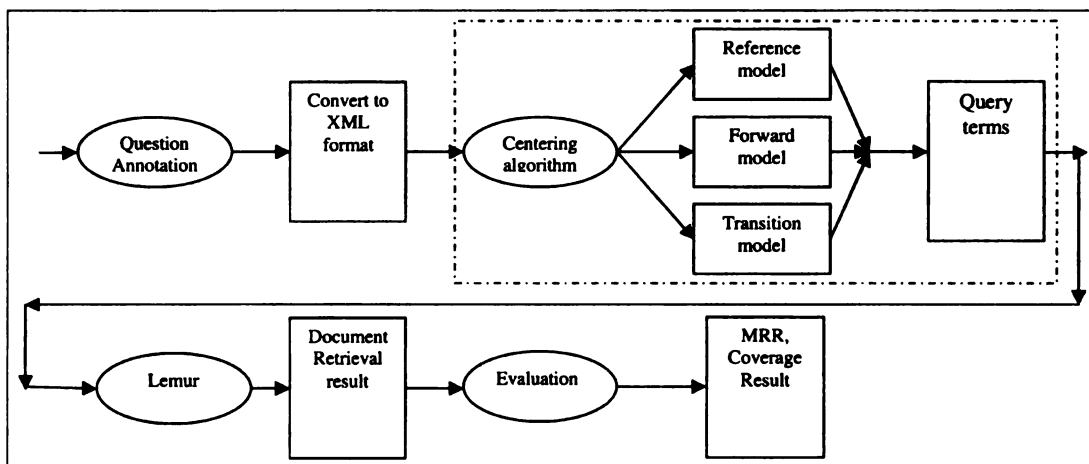 Question
Annotation
Convert to
XML
format
Centering
algorithm
Reference
model
Forward
model
Transition
model
Query
terms
Lemur
Document
Retrieval
result
Evaluation
MRR,
Coverage
Result